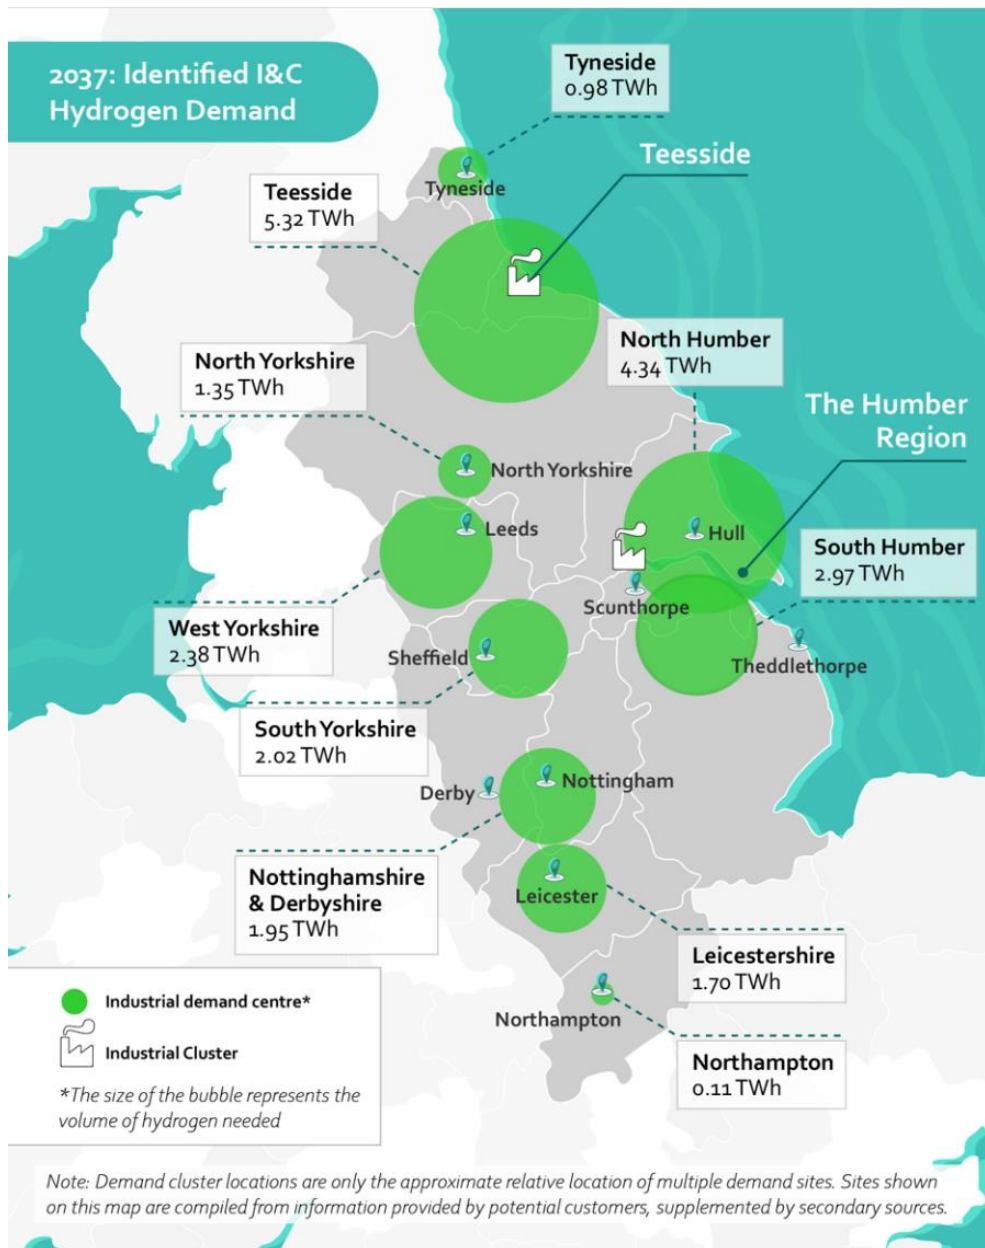 2037: Identified I&C
Hydrogen Demand
Tyneside
0.98 TWh
Teesside
Tyneside
Teesside
5.32 TWh
North Humber
4.34 TWh
North Yorkshire
1.35 TWh
The Humber
Region
North Yorkshire
Leeds
Hull
South Humber
2.97 TWh
Scunthorpe
West Yorkshire
2.38 TWh
Sheffield
Theddlethorpe
South Yorkshire
2.02 TWh
Derby
Nottingham
Nottinghamshire
& Derbyshire
1.95 TWh
Leicester
Leicestershire
1.70 TWh
Northampton
Northampton
0.11 TWh
Industrial demand centre*
Industrial Cluster
*The size of the bubble represents the
volume of hydrogen needed
Note: Demand cluster locations are only the approximate relative location of multiple demand sites. Sites shown
on this map are compiled from information provided by potential customers, supplemented by secondary sources.